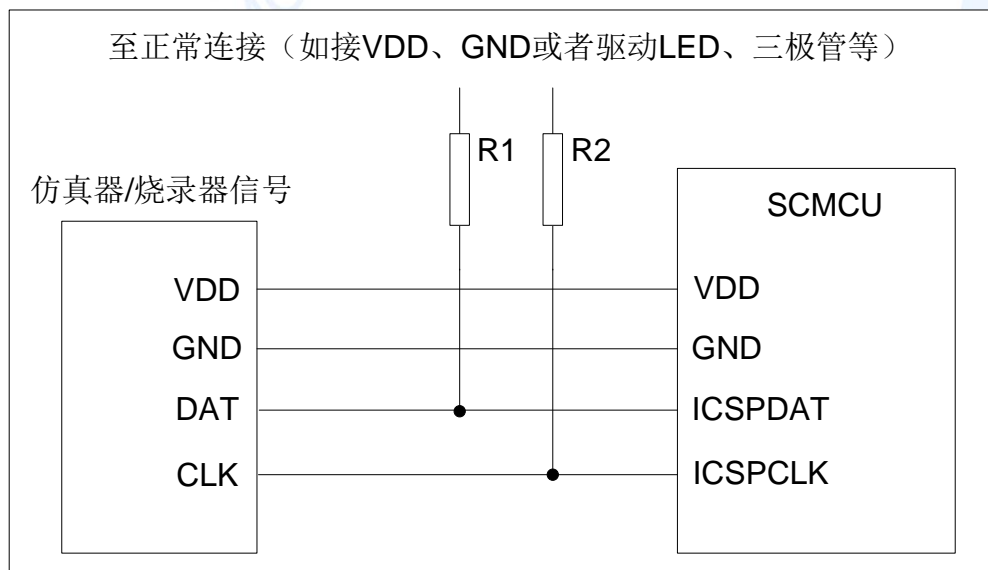 至正常连接（如接VDD、GND或者驱动LED、三极管等）
R1
R2
仿真器/烧录器信号
SCMCU
VDD
VDD
GND
GND
DAT
ICSPDAT
CLK
ICSPCLK